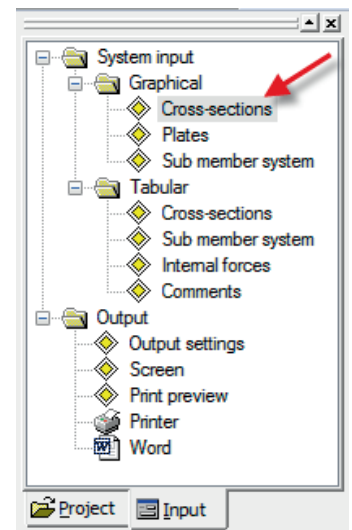 System input
Graphical
Cross-sections
Plates
Sub member system
Tabular
Cross-sections
Sub member system
Internal forces
Comments
Output
Output settings
Screen
Print preview
Printer
Word
Project Input